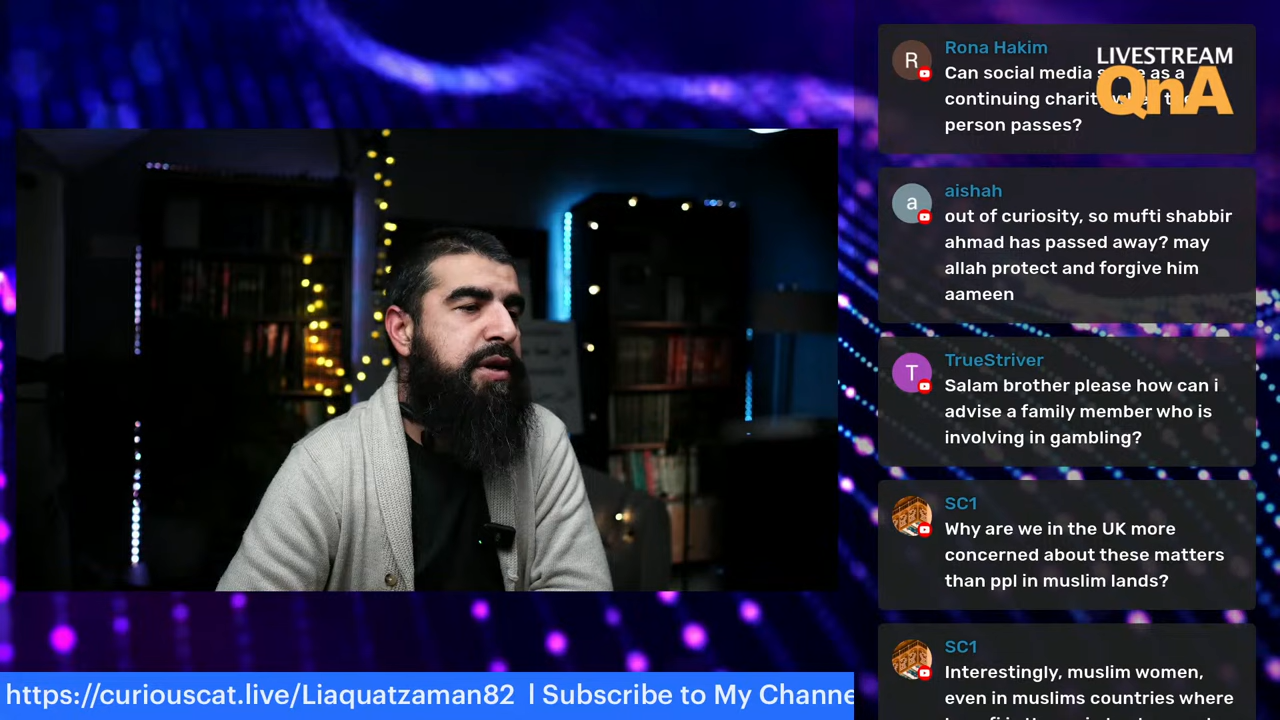 Rona Hakim
Can social media as a
continuing
person passes?
LIVESTREAM
QnA
a
aishah
out of curiosity, so mufti shabbir
ahmad has passed away? may
allah protect and forgive him
aameen
T
TrueStriver
Salam brother please how can i
advise a family member who is
involving in gambling?
SC1
Why are we in the UK more
concerned about these matters
than ppl in muslim lands?
SC1
Interestingly, muslim women,
even in muslims countries where
R
https://curiouscat.live/Liaquatzaman82 | Subscribe to My Channe